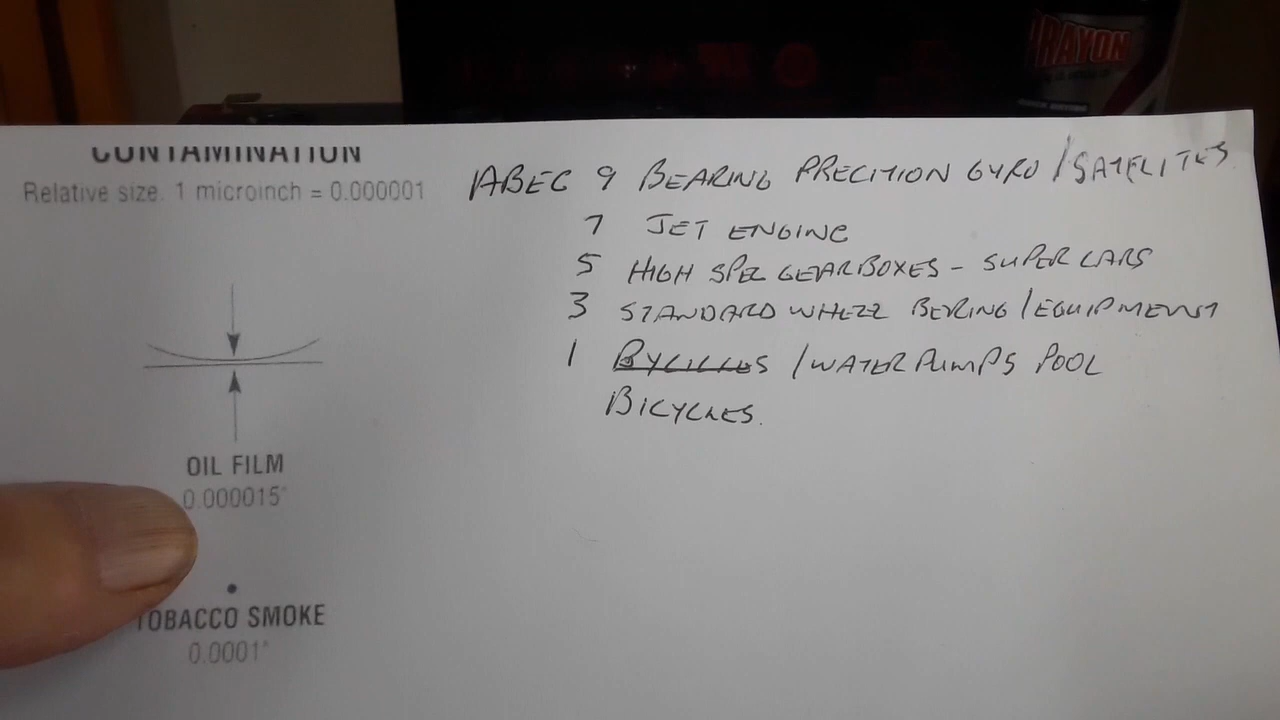 CONTAMINATION
Relative size. 1 microinch = 0.000001
OIL FILM
0.000015"
TOBACCO SMOKE
0.0001"
ABEC 9 BEARING PRECITION GYRO / SATELITES
7 JET ENGINE
5 HIGH SPEC GEARBOXES - SUPER CARS
3 STANDARD WHEEL BERING / EQUIPMENT
1 BYCICLES / WATER PUMPS POOL
BICYCLES.
RAYON